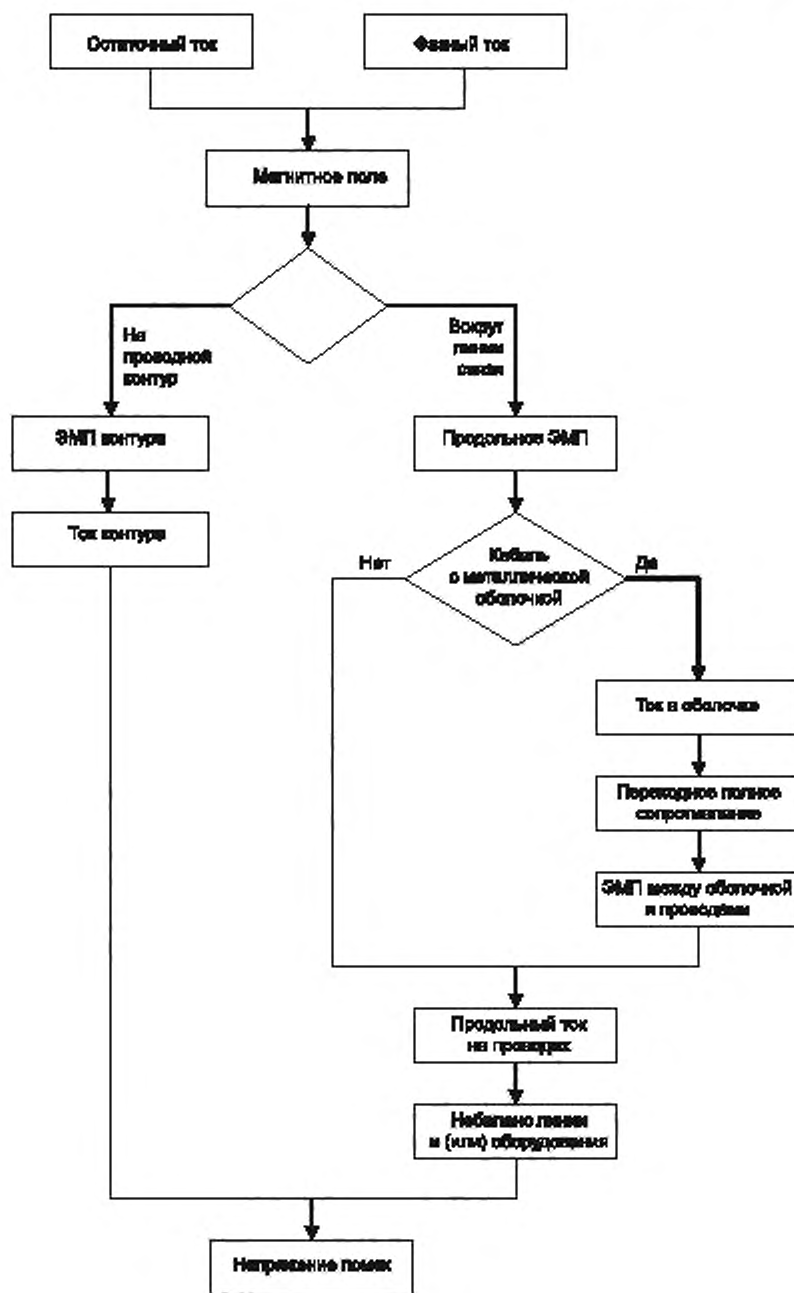 Остаточный ток
Фазный ток
Магнитное поле
На
проводной
контур
Вокруг
линии
связи
ЭМП контура
Продольное ЭМП
Ток контура
Нет
Кабель
с металлической
оболочкой
Да
Ток в оболочке
Переходное полное
сопротивление
ЭМП между оболочкой
и проводами
Продольный ток
на проводах
Небаланс линии
и (или) оборудования
Напряжение помех